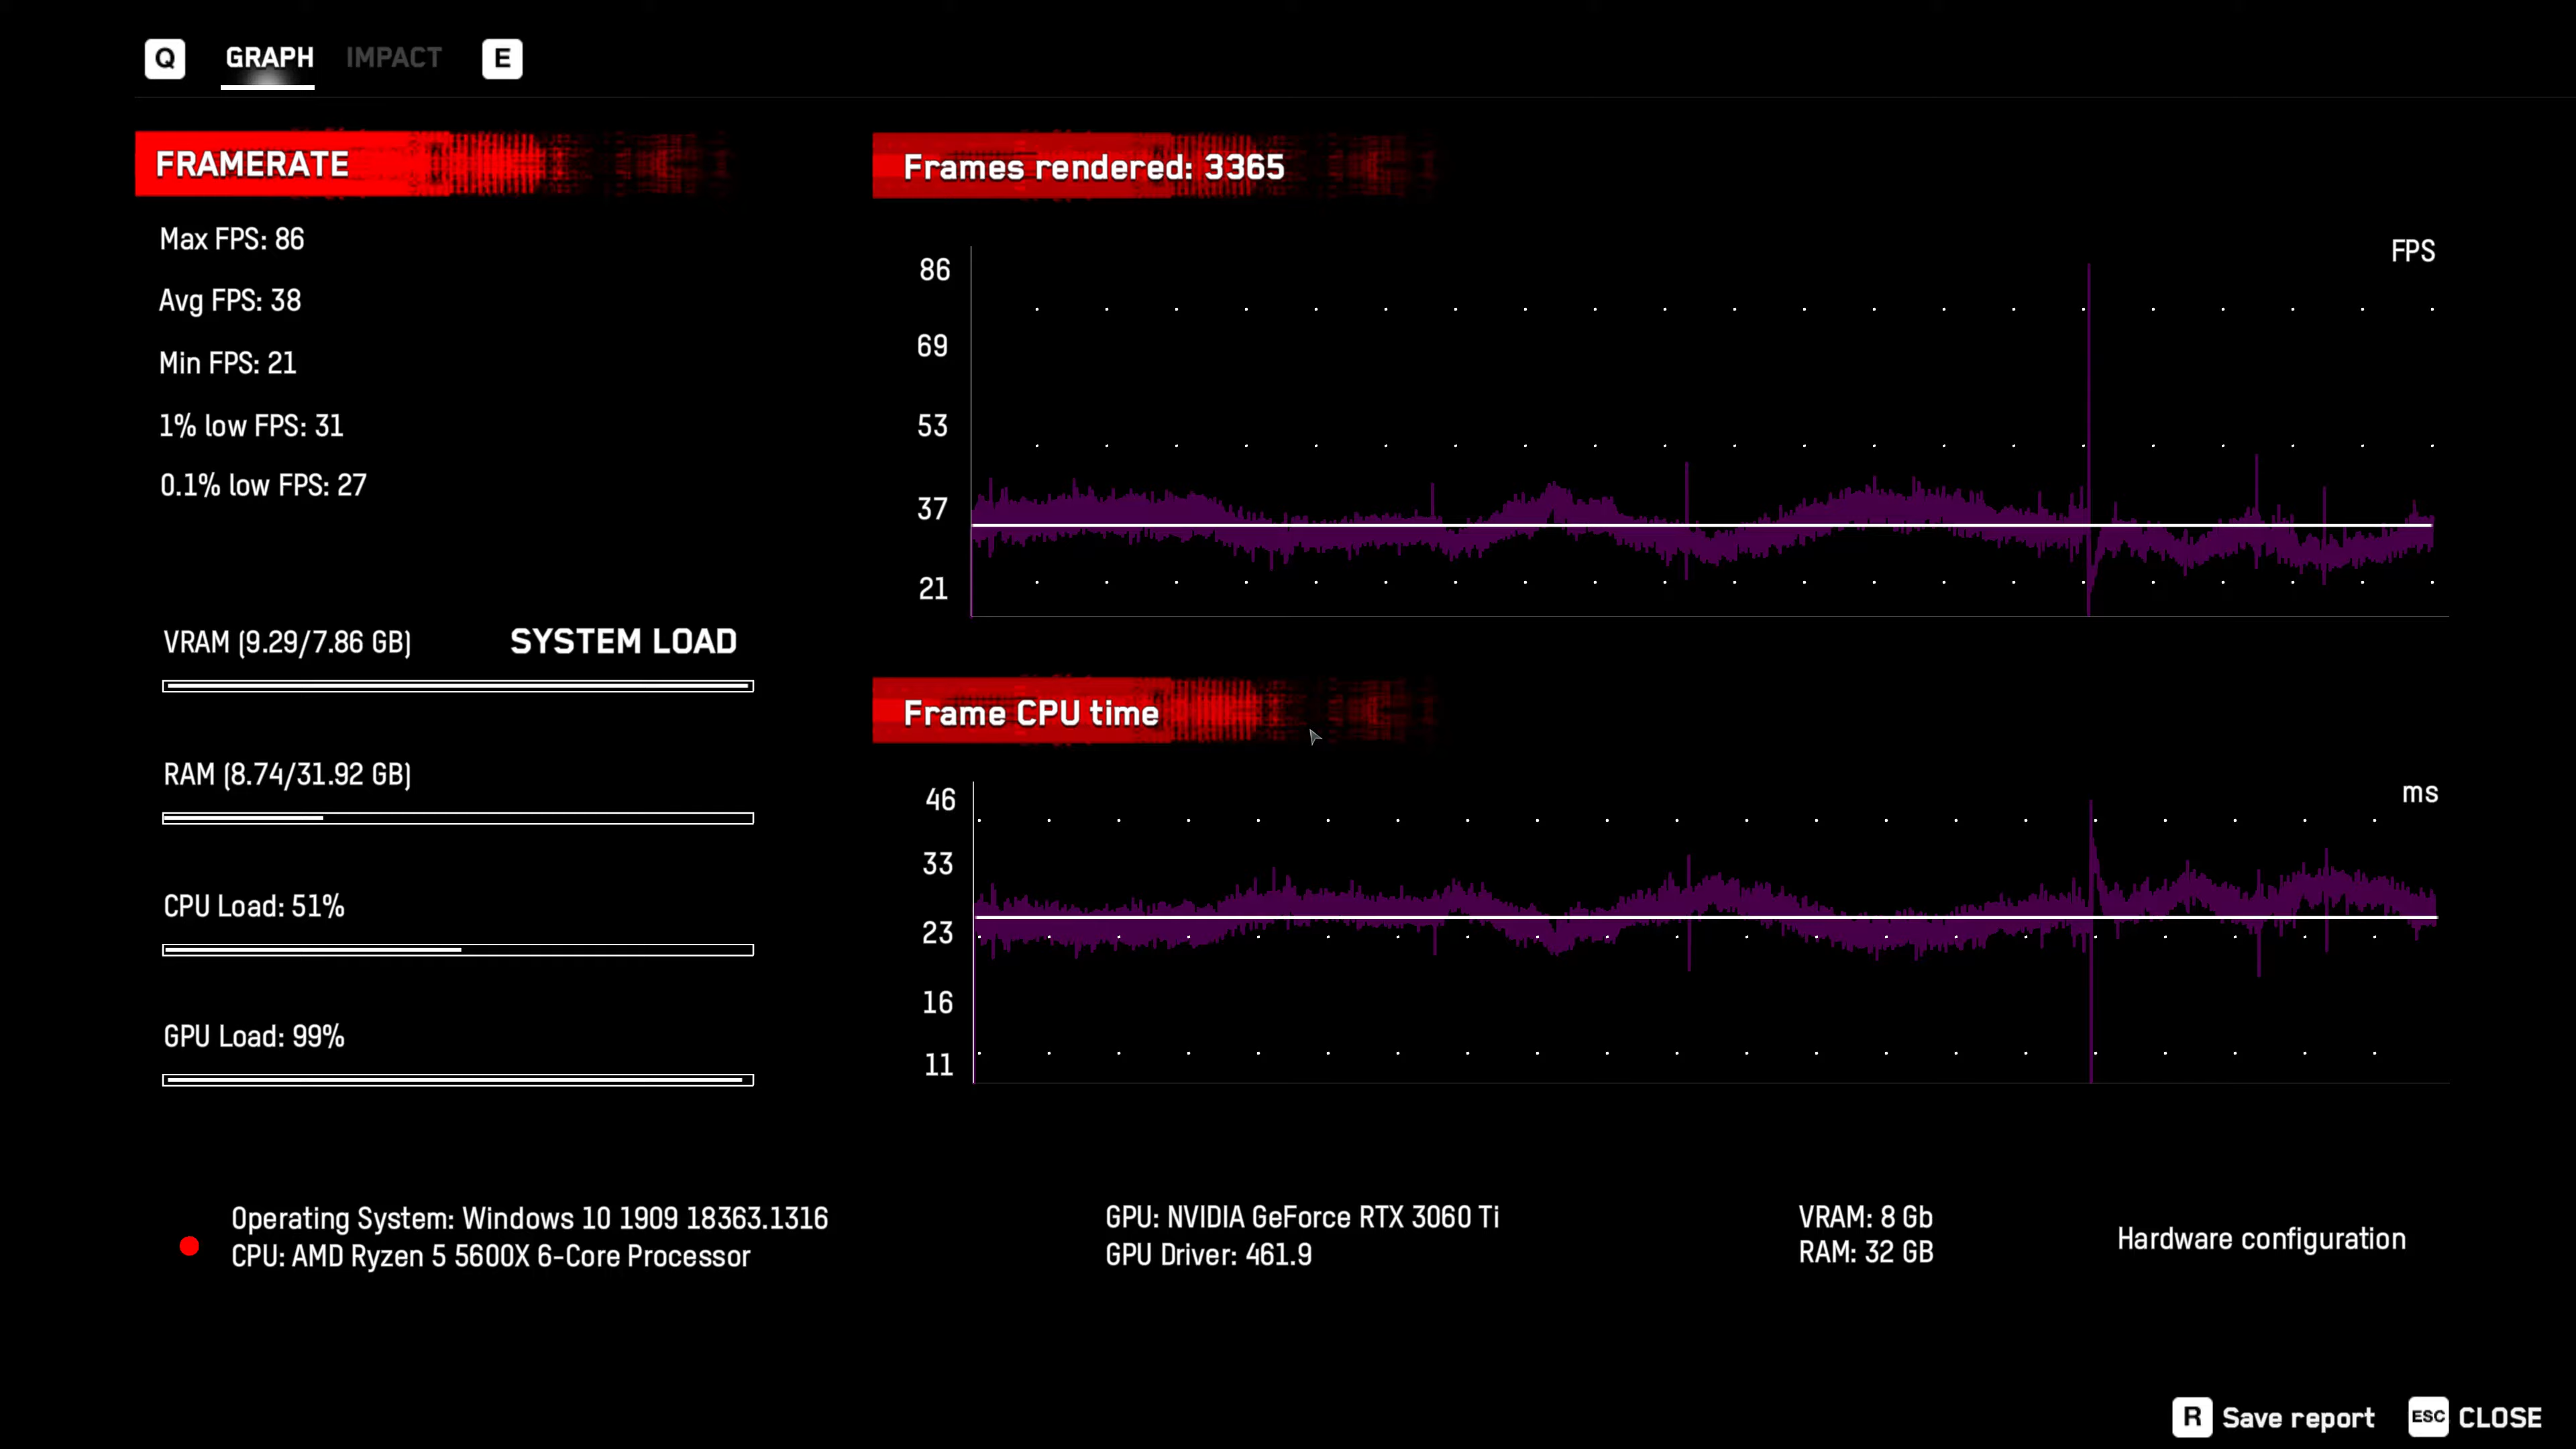 Q GRAPH IMPACT E
FRAMERATE
Max FPS: 86
Avg FPS: 38
Min FPS: 21
1% low FPS: 31
0.1% low FPS: 27
VRAM (9.29/7.86 GB) SYSTEM LOAD
RAM (8.74/31.92 GB)
CPU Load: 51%
GPU Load: 99%
Frames rendered: 3365
FPS
86
69
53
37
21
Frame CPU time
ms
46
33
23
16
11
Operating System: Windows 10 1909 18363.1316
CPU: AMD Ryzen 5 5600X 6-Core Processor
GPU: NVIDIA GeForce RTX 3060 Ti
GPU Driver: 461.9
VRAM: 8 Gb
RAM: 32 GB
Hardware configuration
R Save report ESC CLOSE